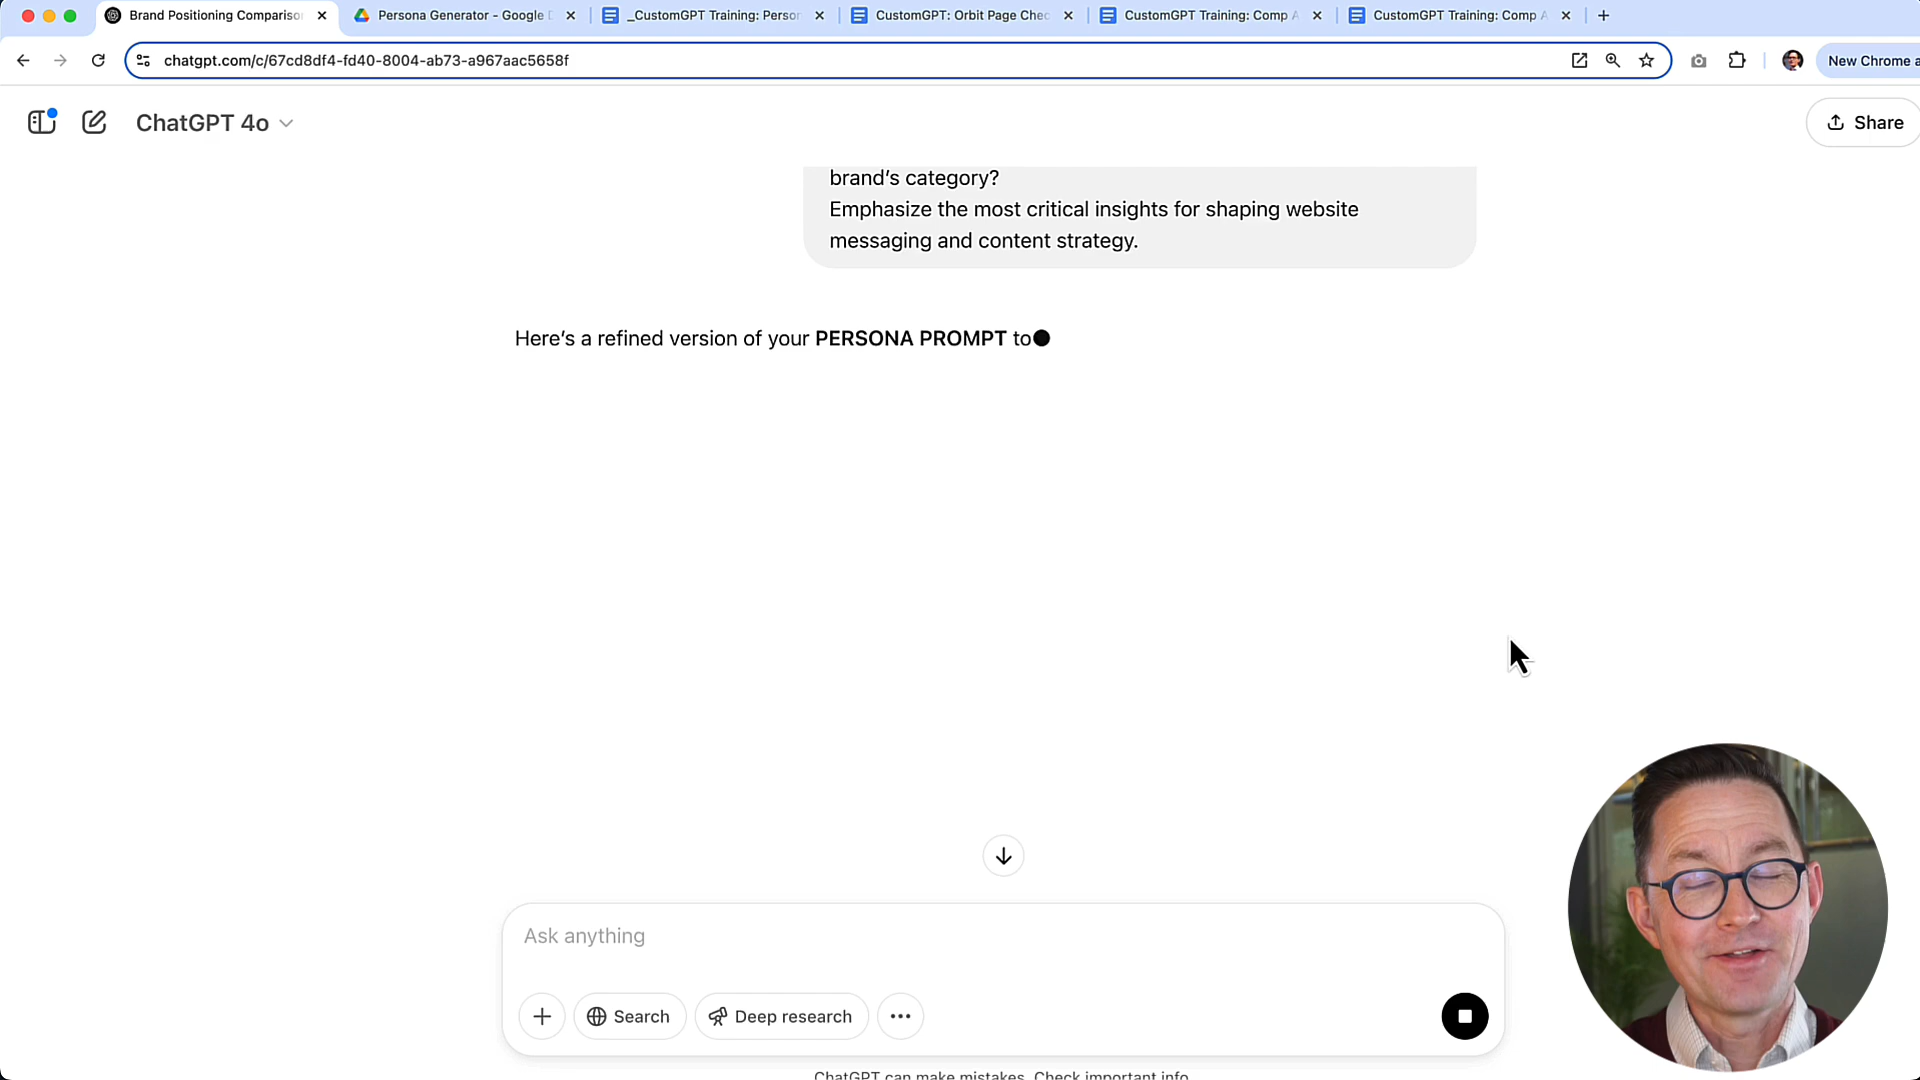 Brand Positioning Compariso
Persona Generator - Google D
_CustomGPT Training: Person
CustomGPT: Orbit Page Chec
CustomGPT Training: Comp A
CustomGPT Training: Comp A
chatgpt.com/c/67cd8df4-fd40-8004-ab73-a967aac5658f
New Chrome a
ChatGPT 4o
Share
brand's category?
Emphasize the most critical insights for shaping website
messaging and content strategy.
Here's a refined version of your PERSONA PROMPT to
Ask anything
Search
Deep research
ChatGPT can make mistakes. Check important info.